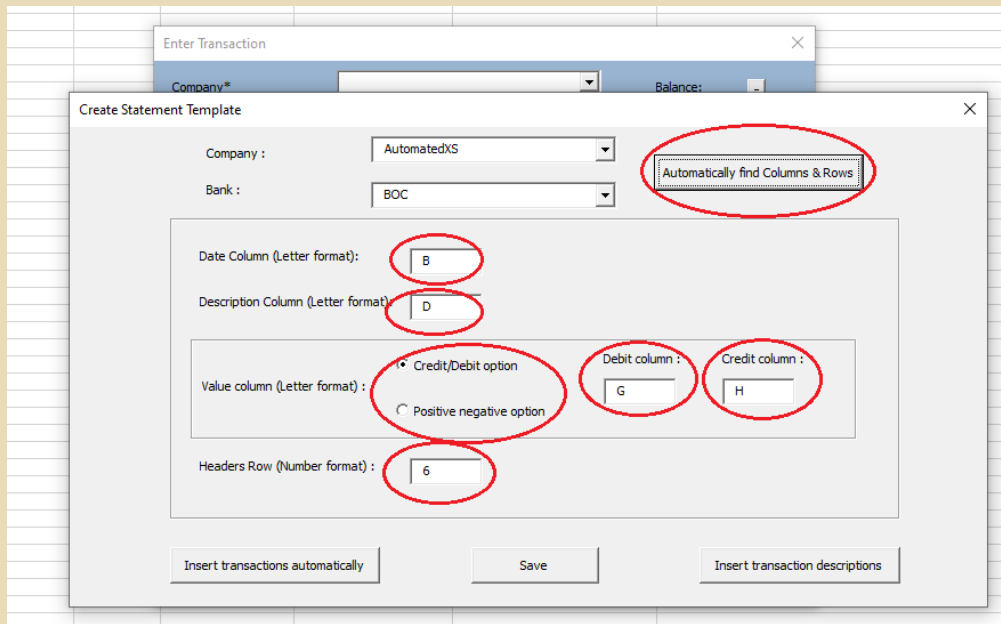 Enter Transaction
Company*
Balance:
-
Create Statement Template
Company :
AutomatedXS
Automatically find Columns & Rows
Bank :
BOC
Date Column (Letter format):
B
Description Column (Letter format):
D
Credit/Debit option
Debit column :
Credit column :
Value column (Letter format) :
G
H
Positive negative option
Headers Row (Number format) :
6
Insert transactions automatically
Save
Insert transaction descriptions